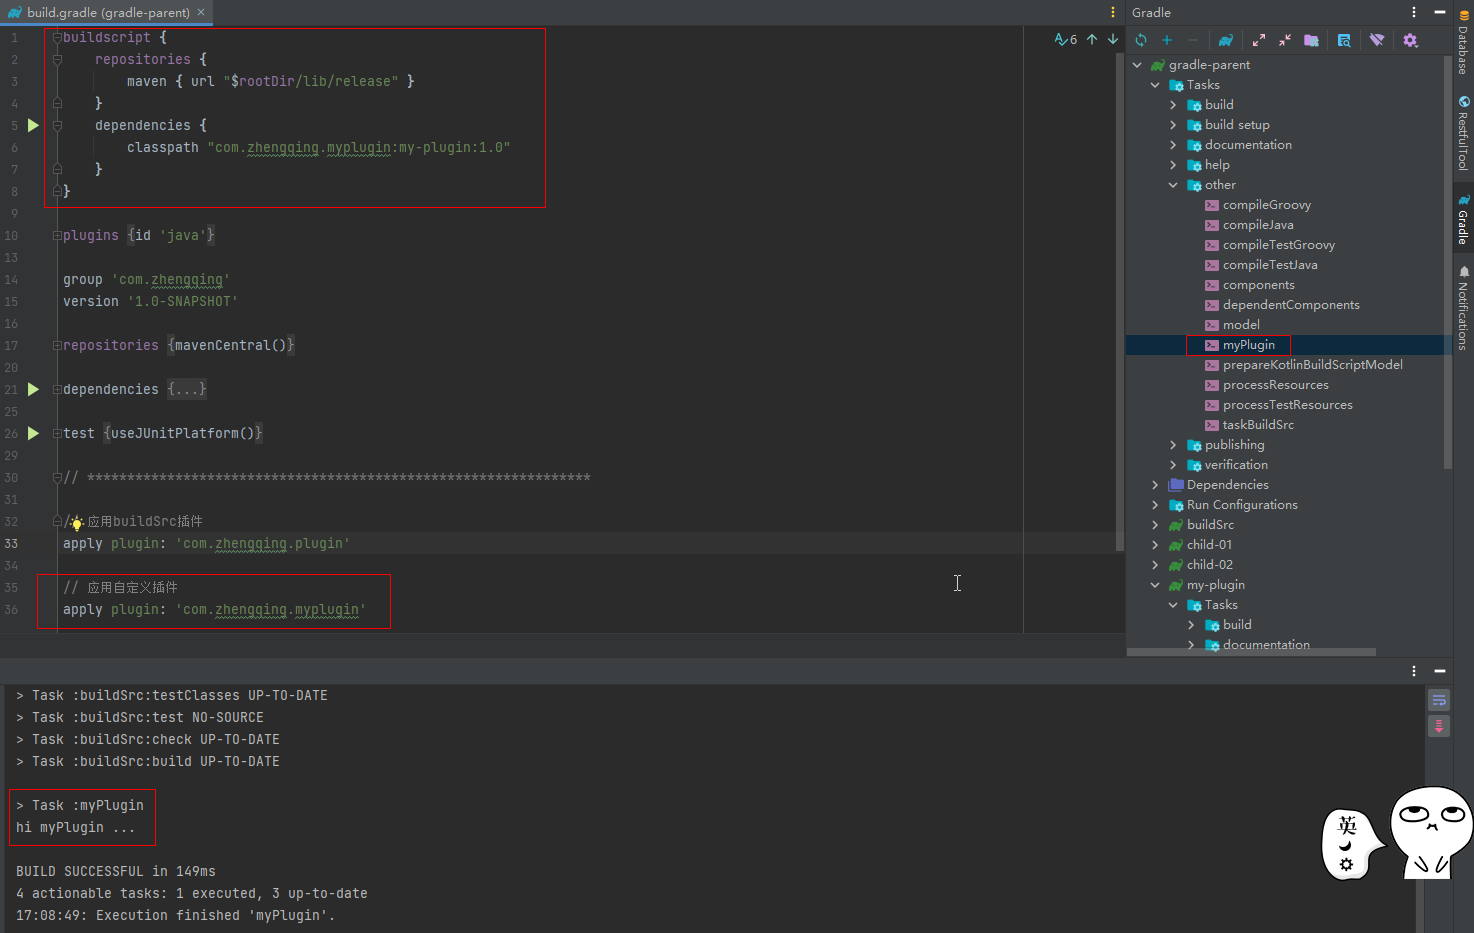 build.gradle (gradle-parent)
1 buildscript {
2 repositories {
3 maven { url "$rootDir/lib/release" }
4 }
5 dependencies {
6 classpath "com.zhengqing.myplugin:my-plugin:1.0"
7 }
8 }
9
10 plugins {id 'java'}
13
14 group 'com.zhengqing'
15 version '1.0-SNAPSHOT'
16
17 repositories {mavenCentral()}
20
21 dependencies {...}
25
26 test {useJUnitPlatform()}
29
30 // ***************************************************************
31
32 / 应用buildSrc插件
33 apply plugin: 'com.zhengqing.plugin'
34
35 // 应用自定义插件
36 apply plugin: 'com.zhengqing.myplugin'
6
Gradle
gradle-parent
Tasks
build
build setup
documentation
help
other
compileGroovy
compileJava
compileTestGroovy
compileTestJava
components
dependentComponents
model
myPlugin
prepareKotlinBuildScriptModel
processResources
processTestResources
taskBuildSrc
publishing
verification
Dependencies
Run Configurations
buildSrc
child-01
child-02
my-plugin
Tasks
build
documentation
Database
RestfulTool
Gradle
Notifications
> Task :buildSrc:testClasses UP-TO-DATE
> Task :buildSrc:test NO-SOURCE
> Task :buildSrc:check UP-TO-DATE
> Task :buildSrc:build UP-TO-DATE
> Task :myPlugin
hi myPlugin ...
BUILD SUCCESSFUL in 149ms
4 actionable tasks: 1 executed, 3 up-to-date
17:08:49: Execution finished 'myPlugin'.
英